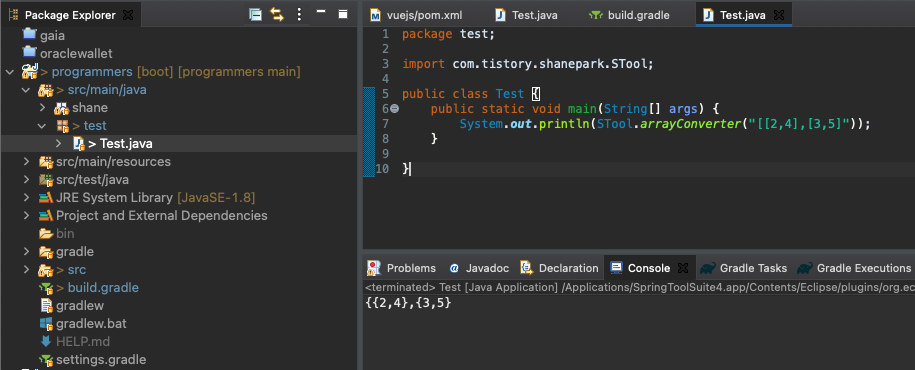 Package Explorer
gaia
oraclewallet
> programmers [boot] [programmers main]
> src/main/java
shane
> test
> Test.java
src/main/resources
src/test/java
JRE System Library [JavaSE-1.8]
Project and External Dependencies
bin
gradle
> src
> build.gradle
gradlew
gradlew.bat
HELP.md
settings.gradle
vuejs/pom.xml
Test.java
build.gradle
Test.java
1 package test;
2
3 import com.tistory.shanepark.STool;
4
5 public class Test {
6 public static void main(String[] args) {
7 System.out.println(STool.arrayConverter("[[2,4],[3,5]"));
8 }
9
10 }
Problems
@ Javadoc
Declaration
Console
Gradle Tasks
Gradle Executions
<terminated> Test [Java Application] /Applications/SpringToolSuite4.app/Contents/Eclipse/plugins/org.ec
{{2,4},{3,5}